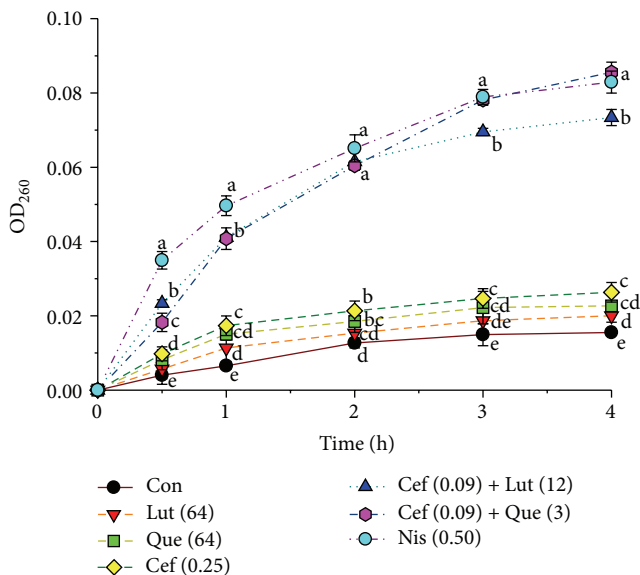 0.10
0.08
0.06
0.04
0.02
0.00
OD260
a
b
c
d
e
a
b
c
cd
d
e
a
a
b
bc
cd
d
a
b
c
cd
de
e
a
b
c
cd
d
e
0 1 2 3 4
Time (h)
Con
Lut (64)
Que (64)
Cef (0.25)
Cef (0.09) + Lut (12)
Cef (0.09) + Que (3)
Nis (0.50)